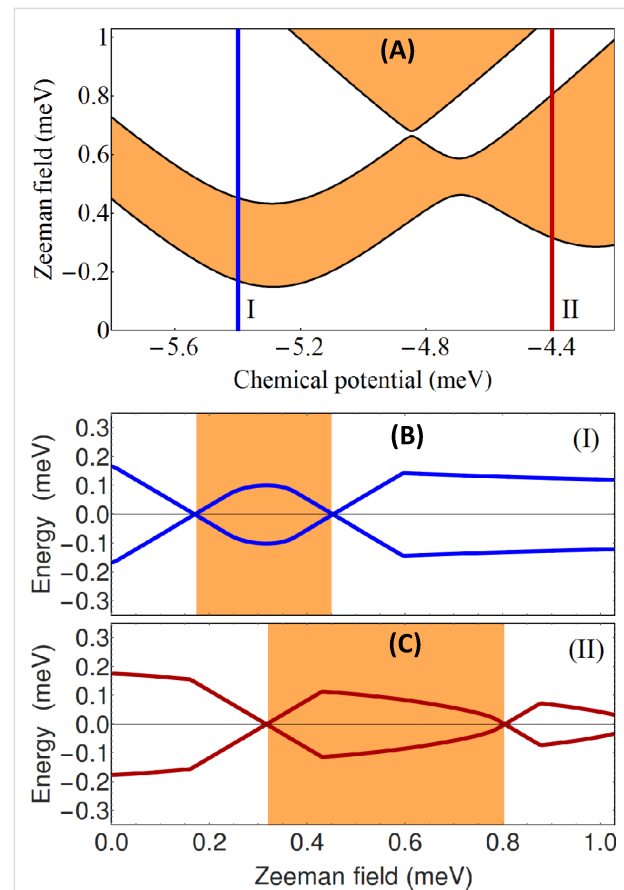 1
(A)
0.8
0.6
0.4
−0.2
0
Zeeman field (meV)
I
II
−5.6
−5.2
−4.8
−4.4
Chemical potential (meV)
0.3
0.2
0.1
0.0
−0.1
−0.2
−0.3
Energy (meV)
(B)
(I)
0.3
0.2
0.1
0.0
−0.1
−0.2
−0.3
Energy (meV)
(C)
(II)
0.0
0.2
0.4
0.6
0.8
1.0
Zeeman field (meV)